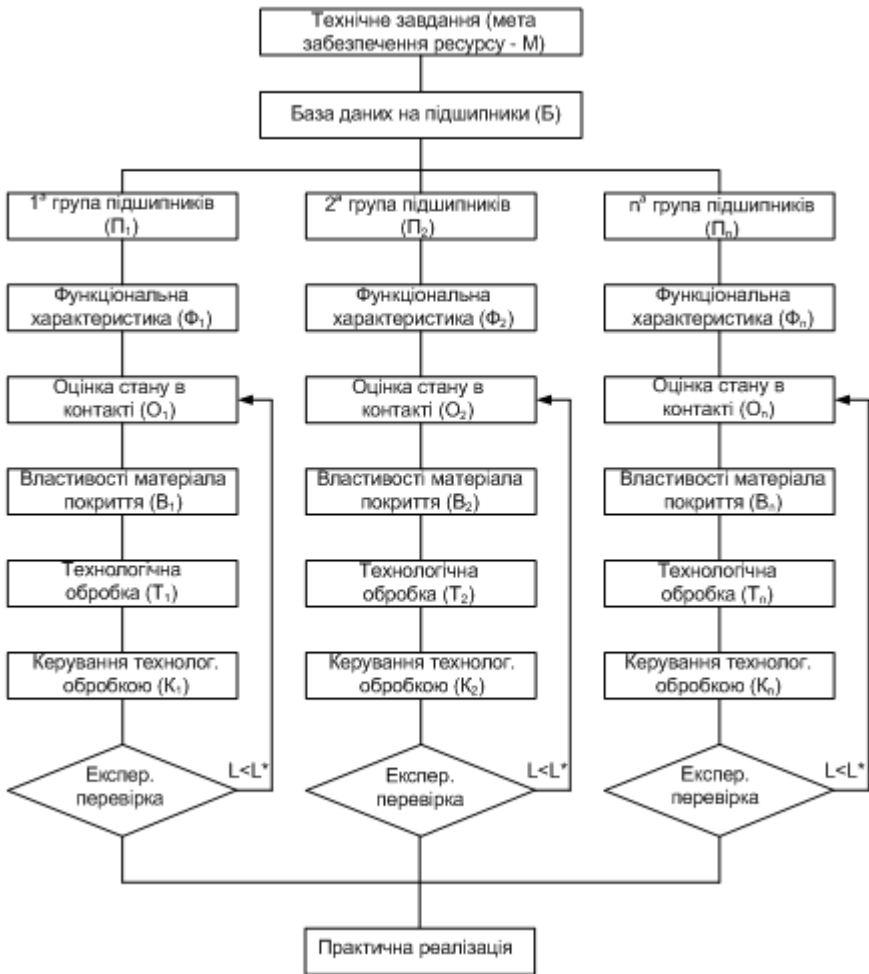 Технічне завдання (мета
забезпечення ресурсу - М)
База даних на підшипники (Б)
1ª група підшипників
(П₁)
2ª група підшипників
(П₂)
nª група підшипників
(Пₙ)
Функціональна
характеристика (Ф₁)
Функціональна
характеристика (Ф₂)
Функціональна
характеристика (Фₙ)
Оцінка стану в
контакті (О₁)
Оцінка стану в
контакті (О₂)
Оцінка стану в
контакті (Оₙ)
Властивості матеріала
покриття (В₁)
Властивості матеріала
покриття (В₂)
Властивості матеріала
покриття (Вₙ)
Технологічна
обробка (Т₁)
Технологічна
обробка (Т₂)
Технологічна
обробка (Тₙ)
Керування технолог.
обробкою (К₁)
Керування технолог.
обробкою (К₂)
Керування технолог.
обробкою (Кₙ)
Експер.
перевірка
L<L*
Експер.
перевірка
L<L*
Експер.
перевірка
L<L*
Практична реалізація